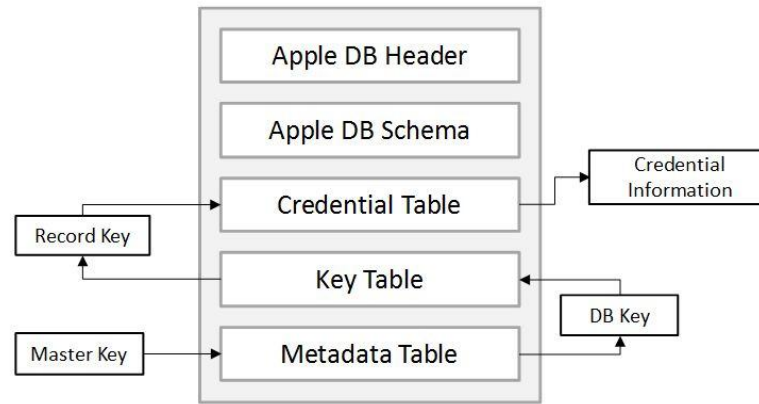 Apple DB Header
Apple DB Schema
Credential Table
Credential
Information
Record Key
Key Table
DB Key
Master Key
Metadata Table